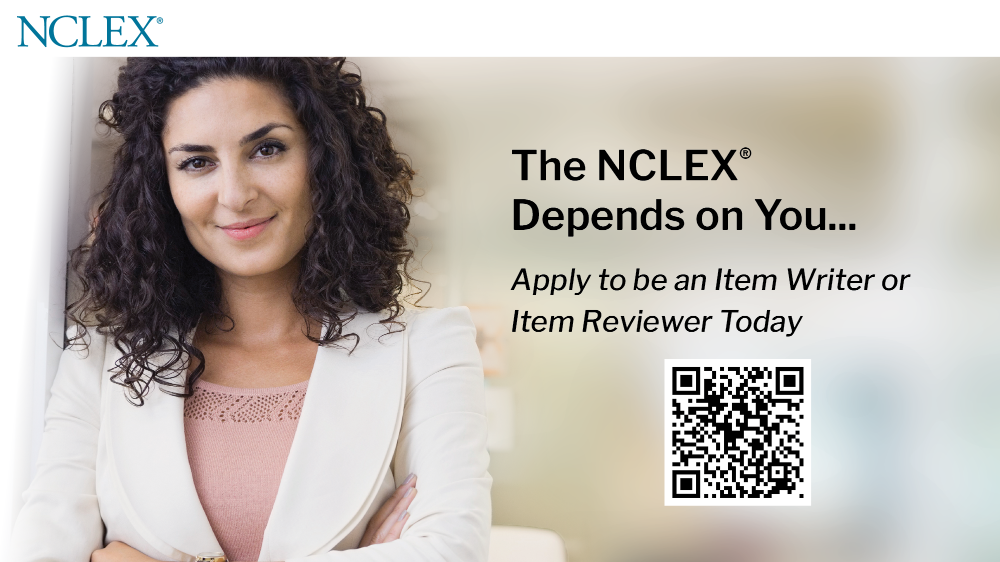 NCLEX®
The NCLEX®
Depends on You...
Apply to be an Item Writer or
Item Reviewer Today